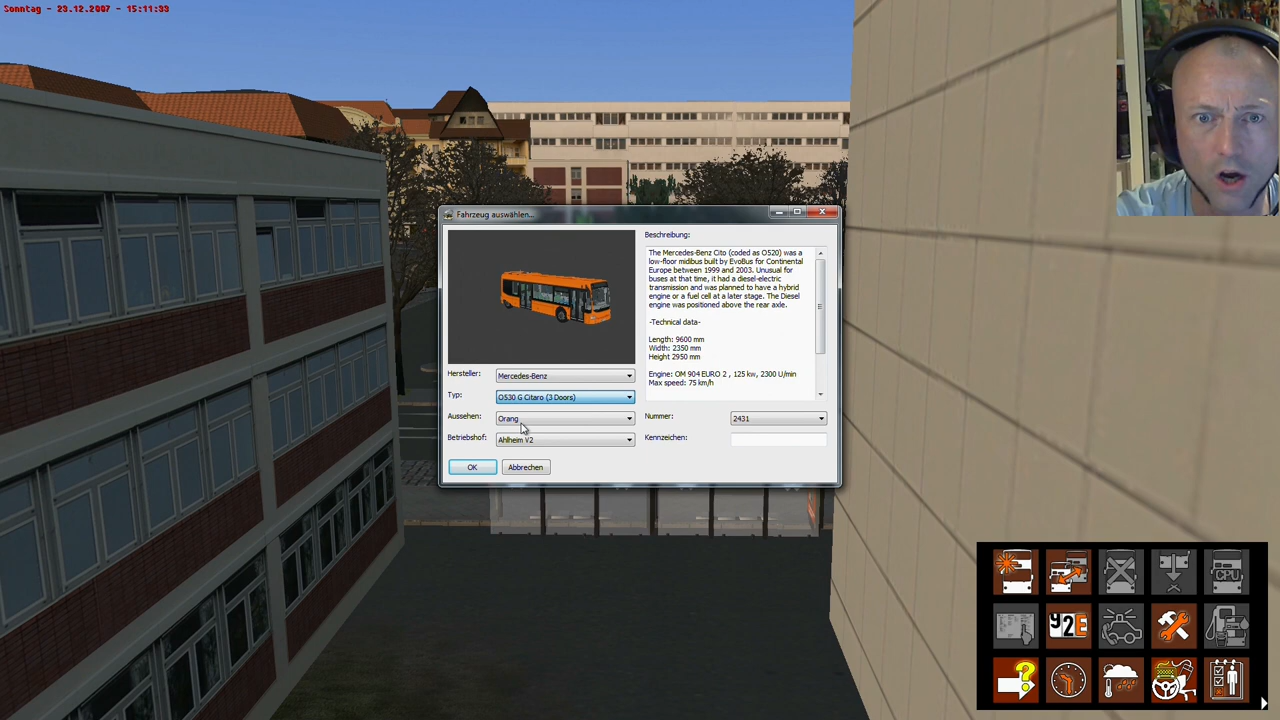 Sonntag - 23.12.2007 - 15:11:33
Fahrzeug auswählen...
Beschreibung:
The Mercedes-Benz Cito (coded as O520) was a
low-floor midibus built by EvoBus for Continental
Europe between 1999 and 2003. Unusual for
buses at that time, it had a diesel-electric
transmission and was planned to have a hybrid
engine or a fuel cell at a later stage. The Diesel
engine was positioned above the rear axle.
-Technical data-
Length: 9600 mm
Width: 2350 mm
Height 2950 mm
Engine: OM 904 EURO 2 , 125 kw, 2300 U/min
Max speed: 75 km/h
Hersteller: Mercedes-Benz
Typ: O530 G Citaro (3 Doors)
Aussehen: Orang
Nummer: 2431
Betriebshof: Ahlheim V2
Kennzeichen:
OK Abbrechen
CPU
92E
?